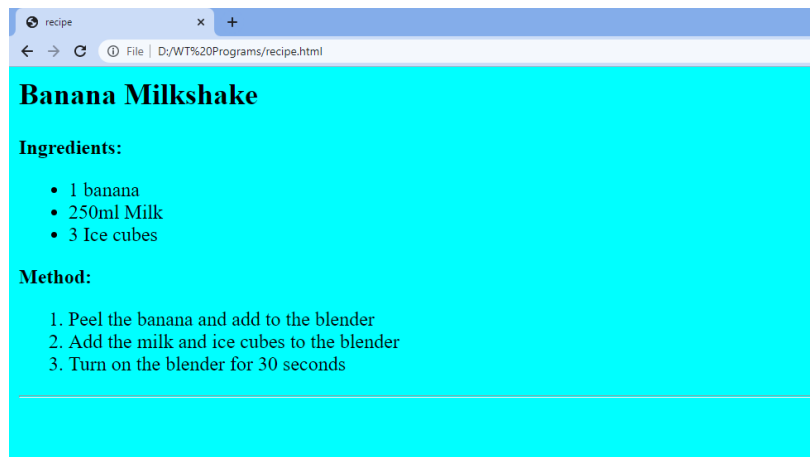 recipe
File
D:/WT%20Programs/recipe.html
Banana Milkshake
Ingredients:
• 1 banana
• 250ml Milk
• 3 Ice cubes
Method:
1. Peel the banana and add to the blender
2. Add the milk and ice cubes to the blender
3. Turn on the blender for 30 seconds